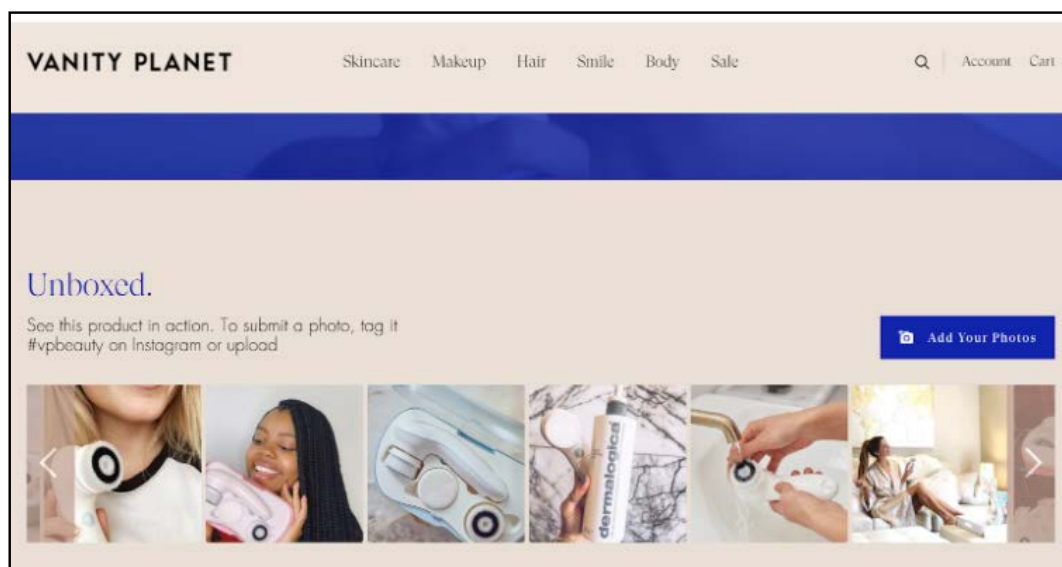 VANITY PLANET
Skincare Makeup Hair Smile Body Sale
Account Cart
Unboxed.
See this product in action. To submit a photo, tag it
#vpbeauty on Instagram or upload
Add Your Photos
dermalogica